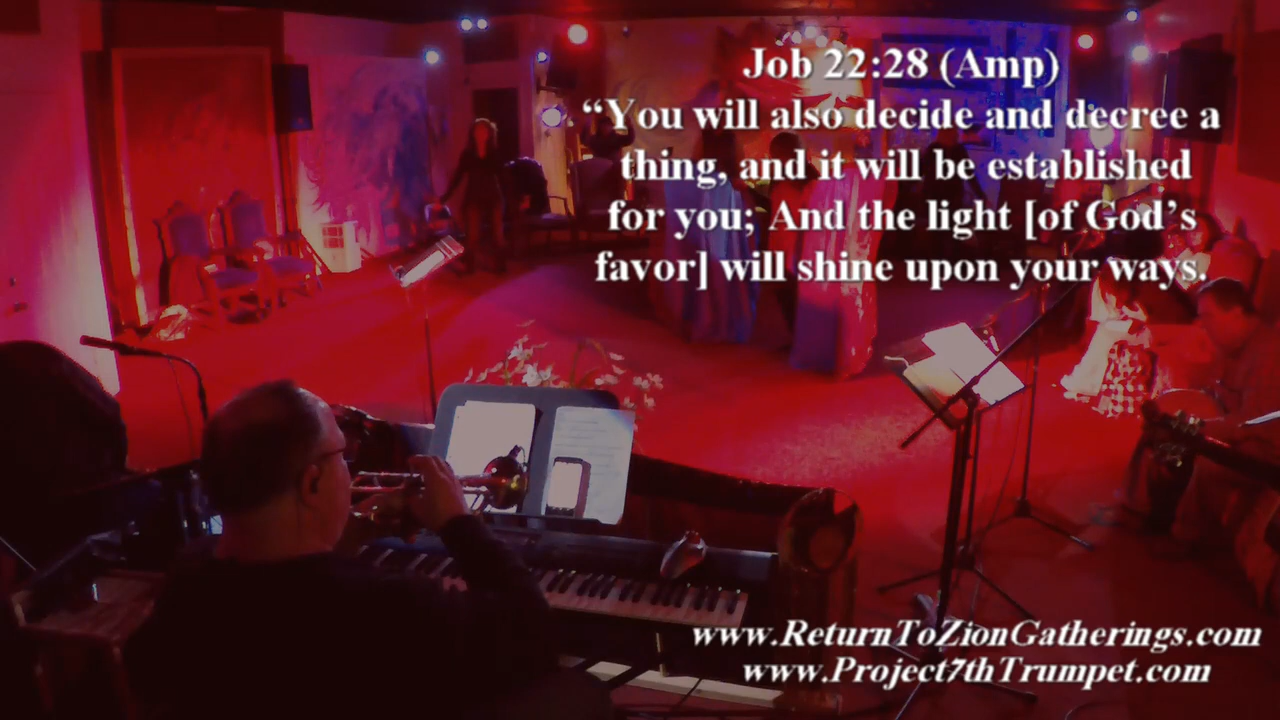 Job 22:28 (Amp)
“You will also decide and decree a
thing, and it will be established
for you; And the light [of God’s
favor] will shine upon your ways.
www.ReturnToZionGatherings.com
www.Project7thTrumpet.com